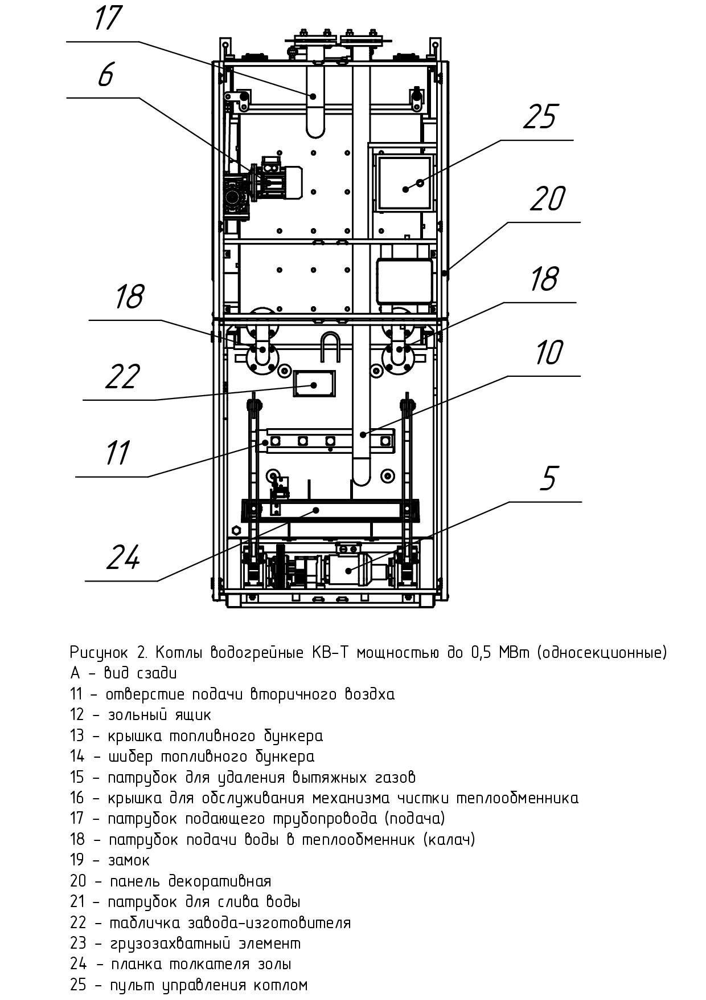 17
6
25
20
18
18
10
22
11
5
24
Рисунок 2. Котлы водогрейные КВ-Т мощностью до 0,5 МВт (односекционные)
А - вид сзади
11 - отверстие подачи вторичного воздха
12 - зольный ящик
13 - крышка топливного бункера
14 - шибер топливного бункера
15 - патрубок для удаления вытяжных газов
16 - крышка для обслуживания механизма чистки теплообменника
17 - патрубок подающего трубопровода (подача)
18 - патрубок подачи воды в теплообменник (калач)
19 - замок
20 - панель декоративная
21 - патрубок для слива воды
22 - табличка завода-изготовителя
23 - грузозахватный элемент
24 - планка толкателя золы
25 - пульт управления котлом